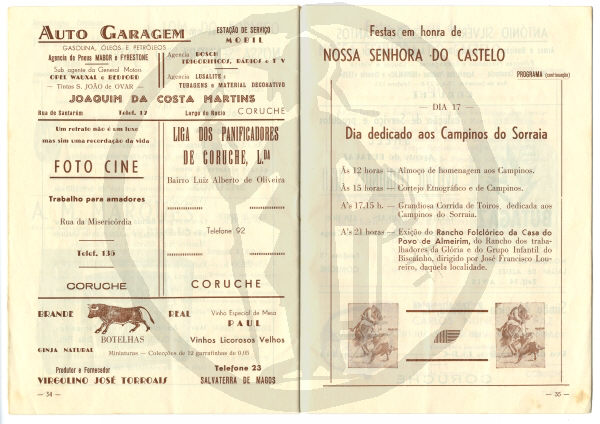 AUTO GARAGEM
ESTAÇÃO DE SERVIÇO
MOBIL
GASOLINA, ÓLEOS E PETRÓLEOS
Agencia de Pneus MABOR e FYRESTONE
Sub agente da General Motors
OPEL WAUXAL e BEDFORD
— Tintas S. JOÃO de OVAR —
Agencia BOSCH
FRIGORIFICOS, RADIOS e T V
Agencia LUSALITE e
TUBAGENS e MATERIAL DECORATIVO
JOAQUIM DA COSTA MARTINS
Rua de Santarém Telef. 17 Largo do Rocio CORUCHE
Um retrato não é um luxo
mas sim uma recordação da vida
FOTO CINE
Trabalho para amadores
Rua da Misericórdia
Telef. 135
CORUCHE
LIGA DOS PANIFICADORES
DE CORUCHE, L.DA
Bairro Luiz Alberto de Oliveira
Telefone 92
CORUCHE
BRANDE
GINJA NATURAL
BOTELHAS
REAL
Vinho Especial de Mesa
PAUL
Vinhos Licorosos Velhos
Miniaturas — Colecções de 12 garrafinhas de 0,05
Produtor e Fornecedor
VIRGOLINO JOSÉ TORROAIS
Telefone 23
SALVATERRA DE MAGOS
— 34 —
Festas em honra de
NOSSA SENHORA DO CASTELO
PROGRAMA (continuação)
— DIA 17 —
Dia dedicado aos Campinos do Sorraia
Às 12 horas — Almoço de homenagem aos Campinos.
Às 15 horas — Cortejo Etnográfico e de Campinos.
A's 17,15 h. — Grandiosa Corrida de Toiros, dedicada aos
Campinos do Sorraia.
A's 21 horas — Exição do Rancho Folclórico da Casa do
Povo de Almeirim, do Rancho dos traba-
lhadores da Glória e do Grupo Infantil do
Biscainho, dirigido por José Francisco Lou-
reiro, daquela localidade.
— 35 —